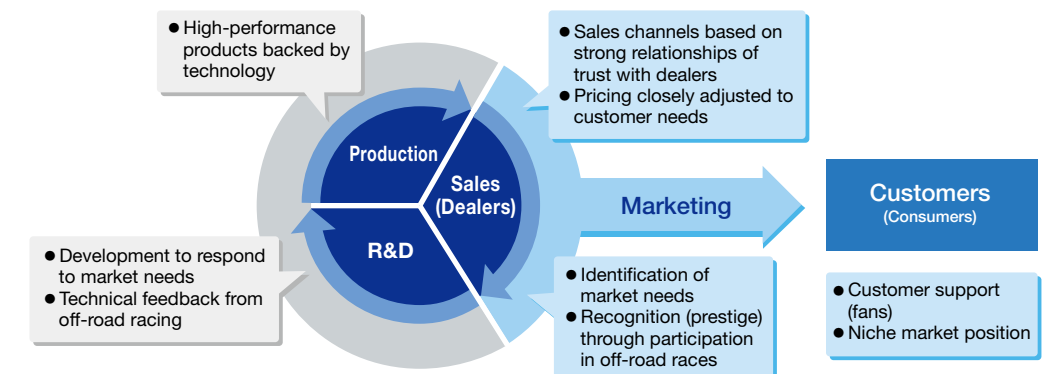 ● High-performance
products backed by
technology
● Sales channels based on
strong relationships of
trust with dealers
● Pricing closely adjusted to
customer needs
Production
Sales
(Dealers)
R&D
Marketing
Customers
(Consumers)
● Development to respond
to market needs
● Technical feedback from
off-road racing
● Identification of
market needs
● Recognition (prestige)
through participation
in off-road races
● Customer support
(fans)
● Niche market position